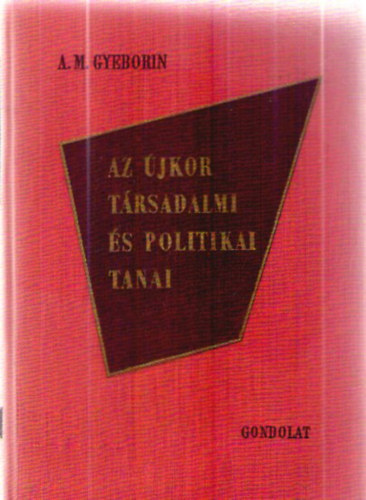 A. M. GYEBORIN
AZ ÚJKOR
TÁRSADALMI
ÉS POLITIKAI
TANAI
GONDOLAT